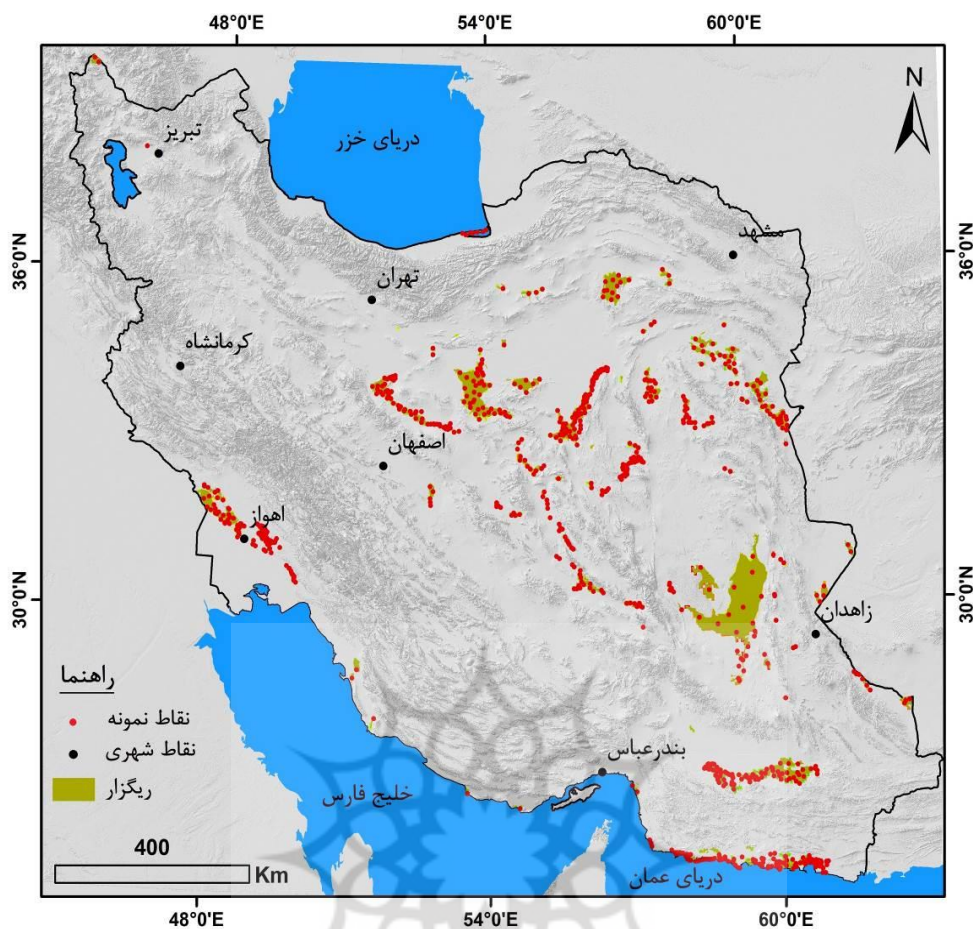 48°0'E 54°0'E 60°0'E
N
تبریز
دریای خزر
مشهد
36°0'N 36°0'N
تهران
کرمانشاه
اصفهان
اهواز
30°0'N 30°0'N
زاهدان
راهنما
نقاط نمونه
نقاط شهری
ریگزار
بندرعباس
خلیج فارس
400
Km
دریای عمان
48°0'E 54°0'E 60°0'E